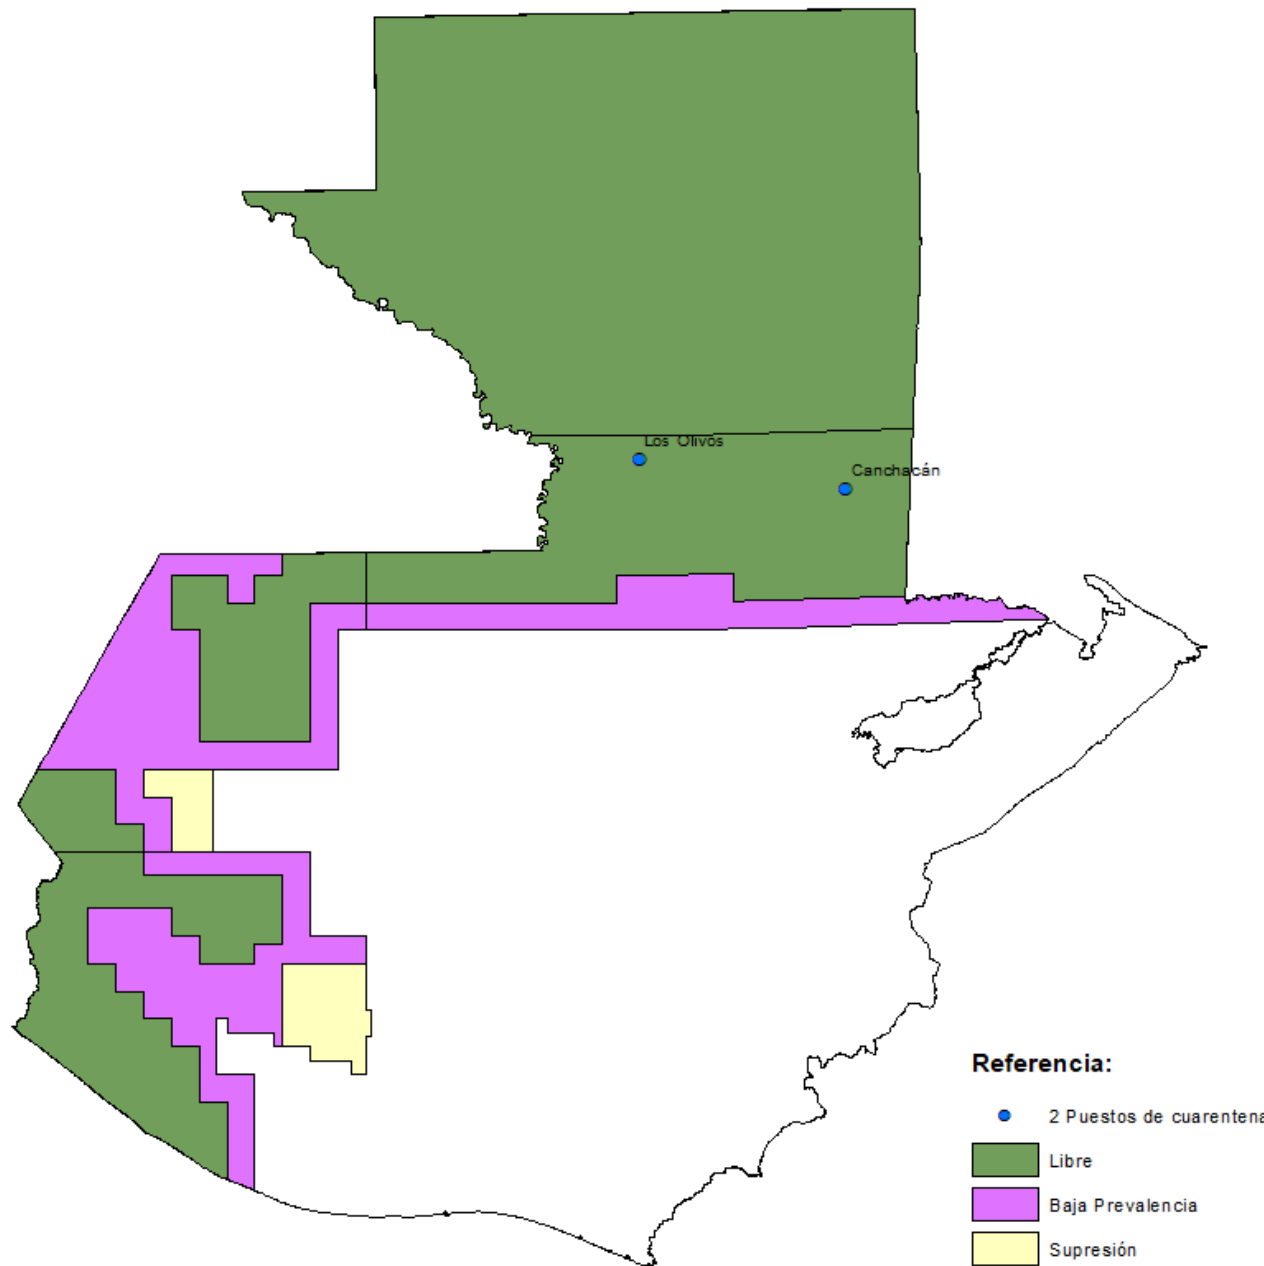 Los Olivos
Canchacán
Referencia:
2 Puestos de cuarentena
Libre
Baja Prevalencia
Supresión